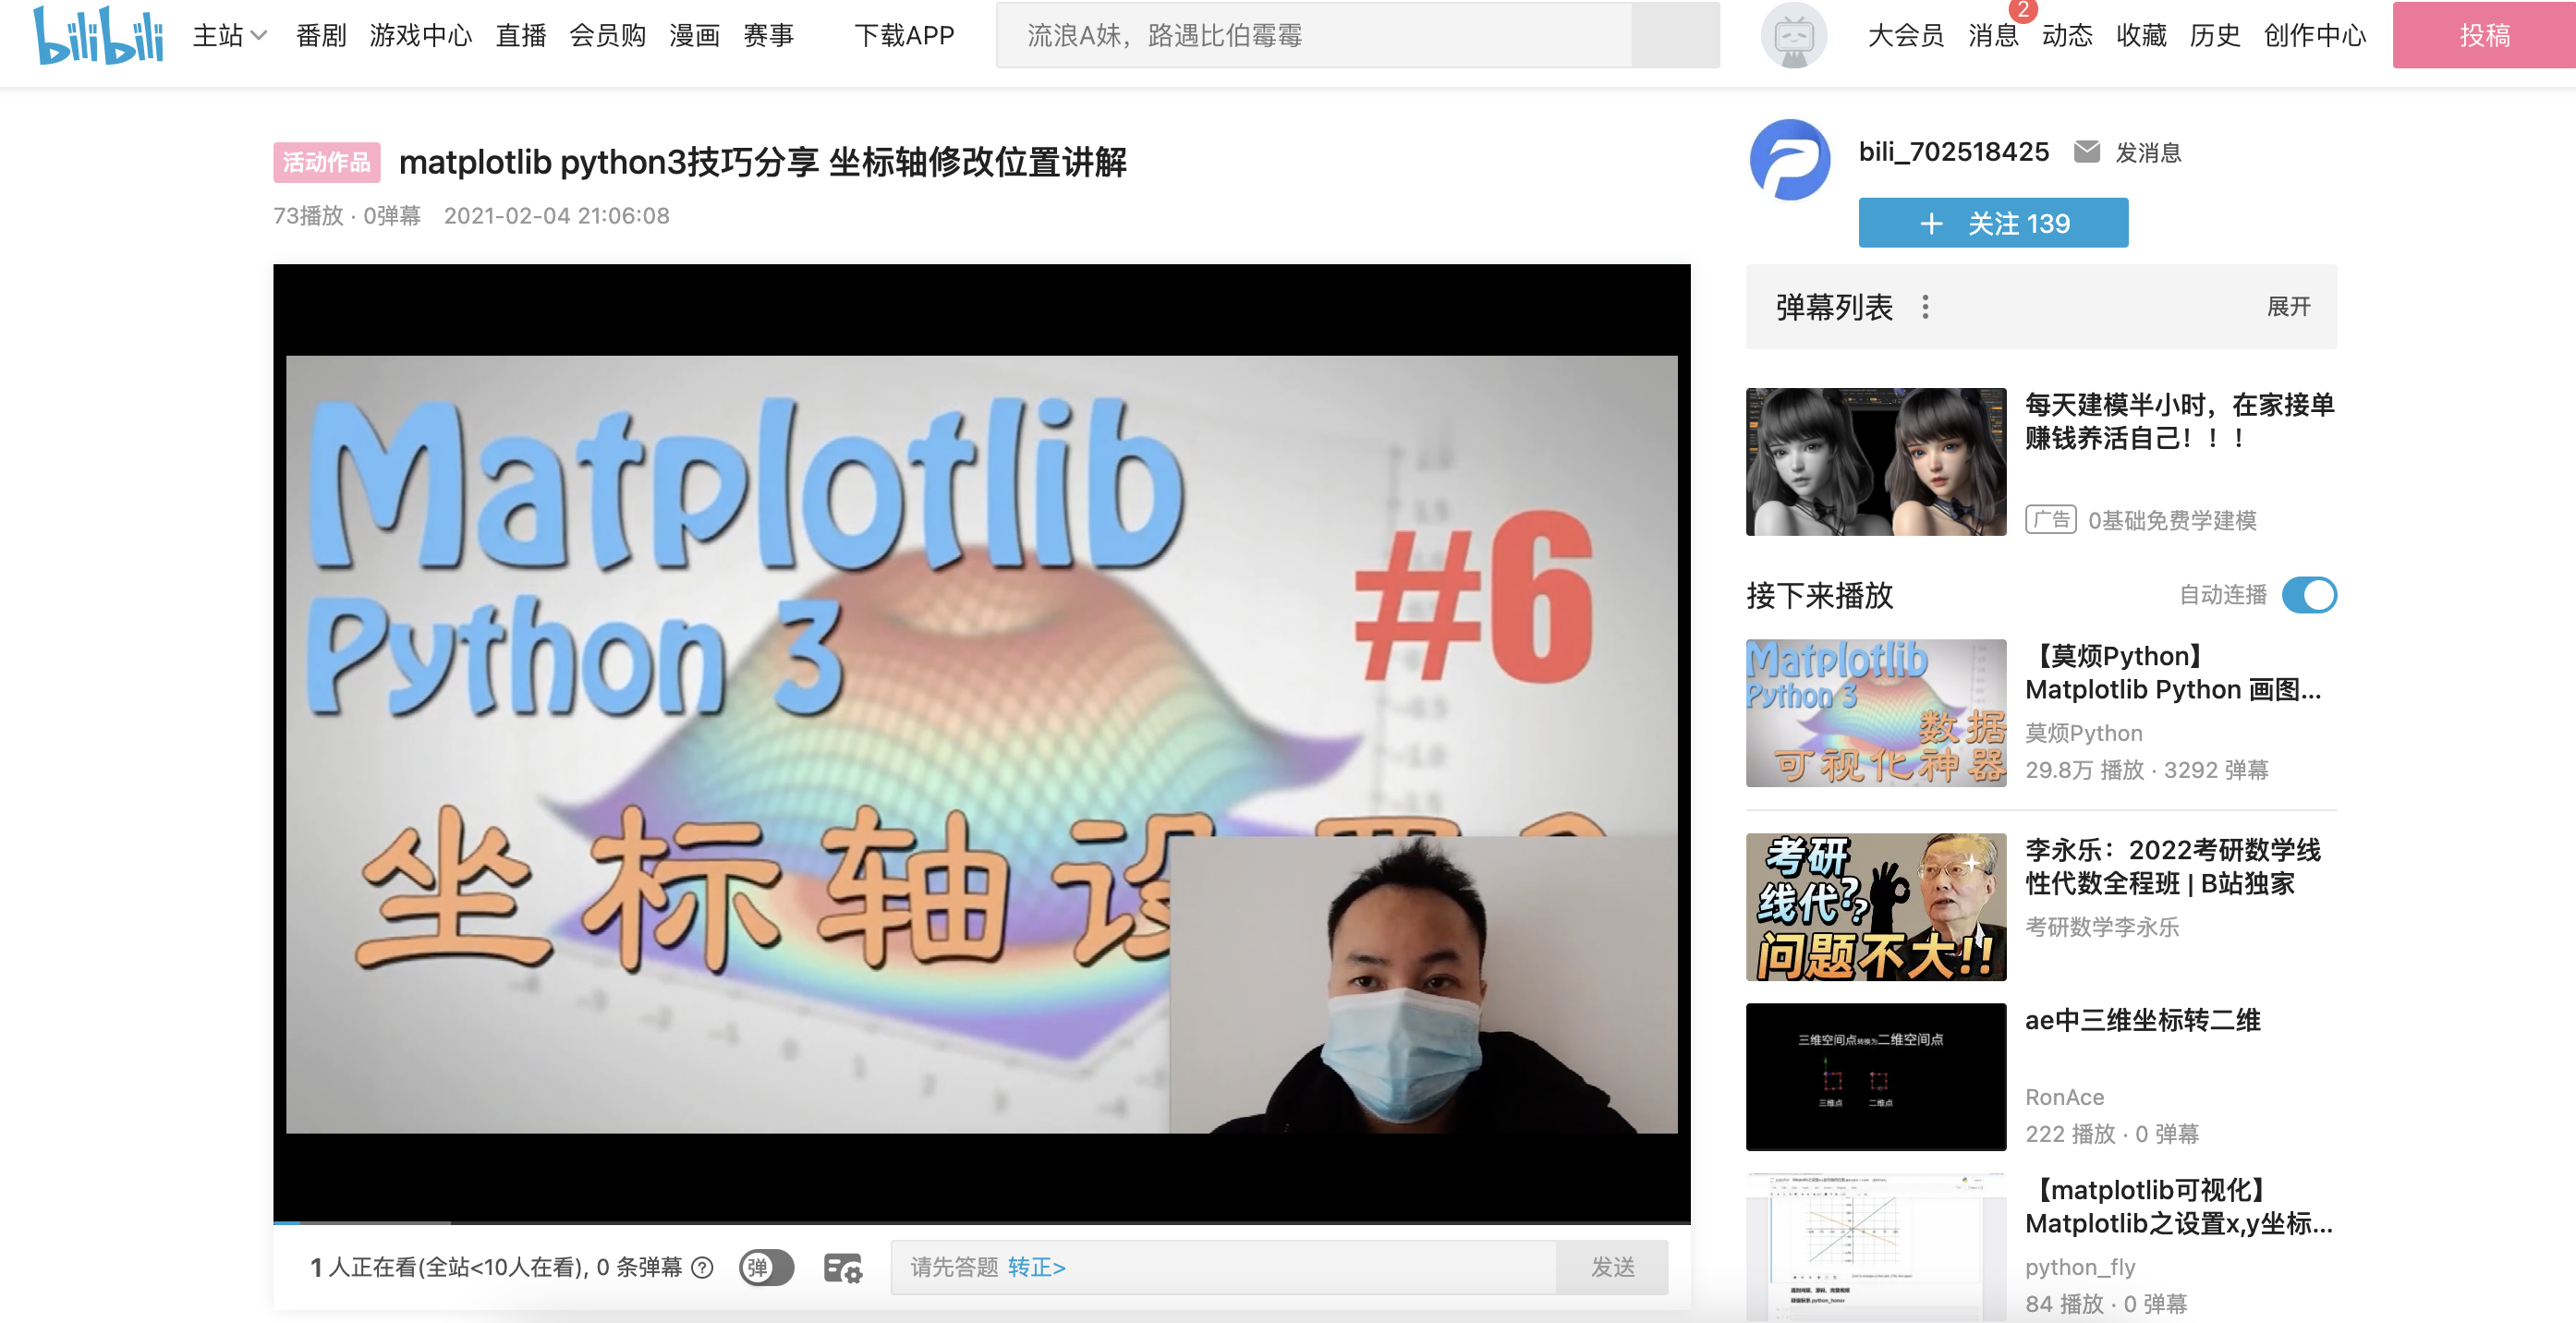 bilibili
主站 番剧 游戏中心 直播 会员购 漫画 赛事 下载APP 流浪A妹，路遇比伯霉霉 大会员 消息 2 动态 收藏 历史 创作中心 投稿
活动作品 matplotlib python3技巧分享 坐标轴修改位置讲解
73播放 · 0弹幕 2021-02-04 21:06:08
Matplotlib
Python 3
#6
坐标轴设
1 人正在看(全站<10人在看), 0 条弹幕 弹 请先答题 转正> 发送
bili_702518425 发消息
+ 关注 139
弹幕列表 展开
每天建模半小时，在家接单
赚钱养活自己！！！
广告 0基础免费学建模
接下来播放 自动连播
Matplotlib
Python 3
数据
可视化神器
【莫烦Python】
Matplotlib Python 画图...
莫烦Python
29.8万 播放 · 3292 弹幕
考研
线代??
问题不大!!
李永乐：2022考研数学线
性代数全程班 | B站独家
考研数学李永乐
三维空间点转换为二维空间点
三维点 二维点
ae中三维坐标转二维
RonAce
222 播放 · 0 弹幕
【matplotlib可视化】
Matplotlib之设置x,y坐标...
python_fly
84 播放 · 0 弹幕